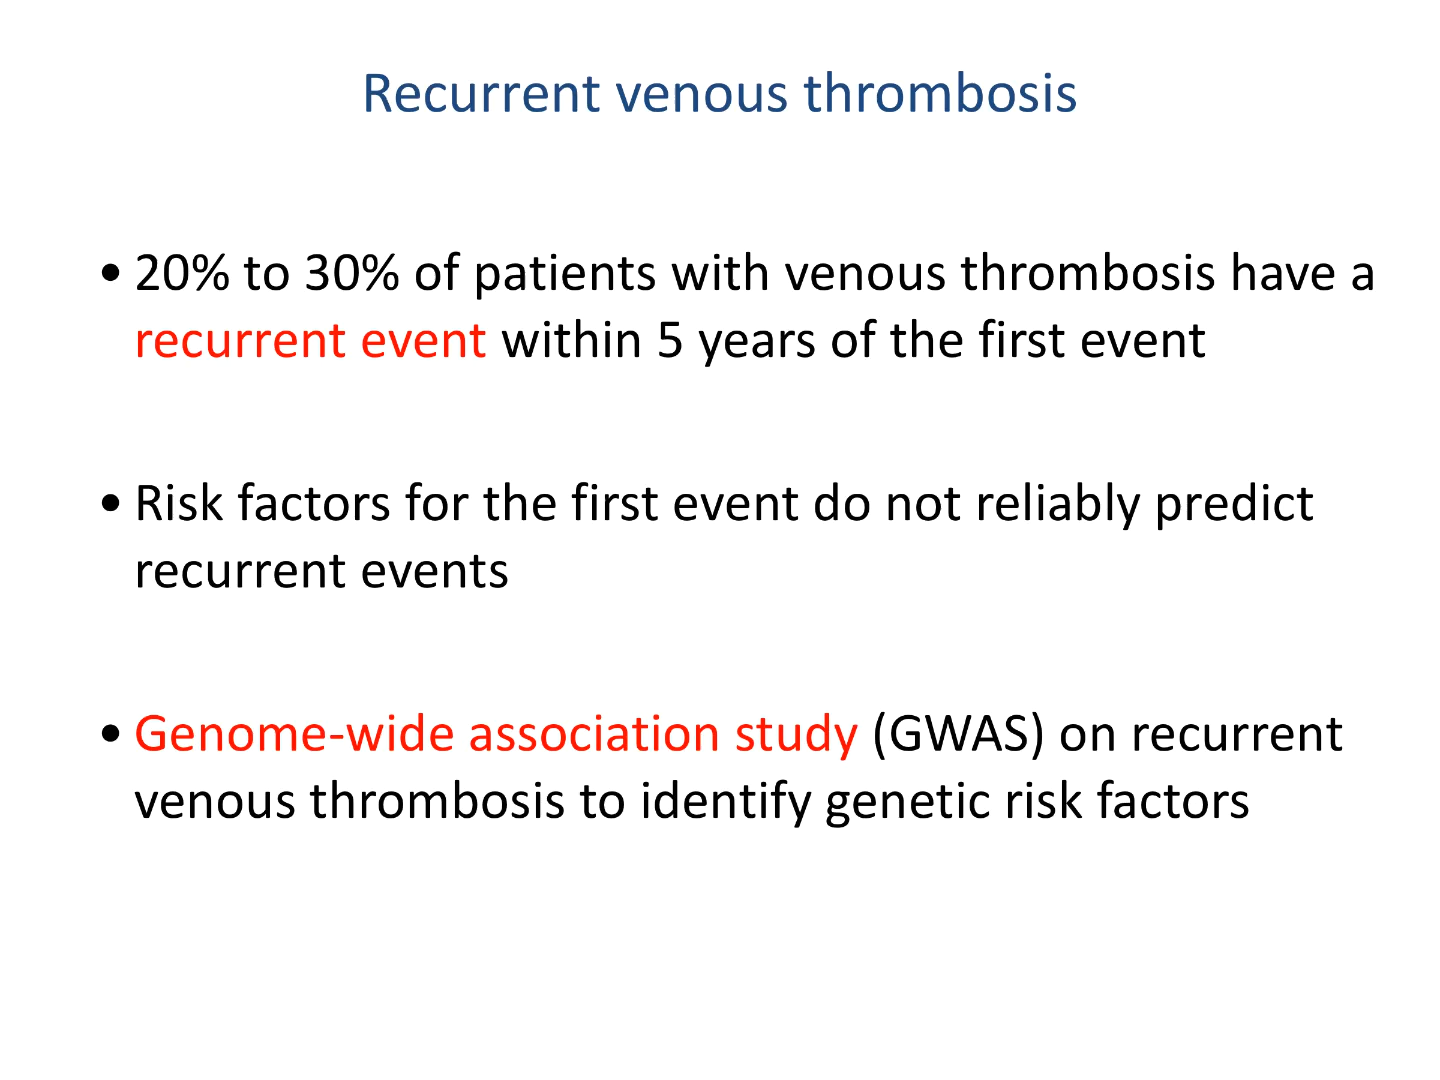 Recurrent venous thrombosis
• 20% to 30% of patients with venous thrombosis have a
recurrent event within 5 years of the first event
• Risk factors for the first event do not reliably predict
recurrent events
• Genome-wide association study (GWAS) on recurrent
venous thrombosis to identify genetic risk factors